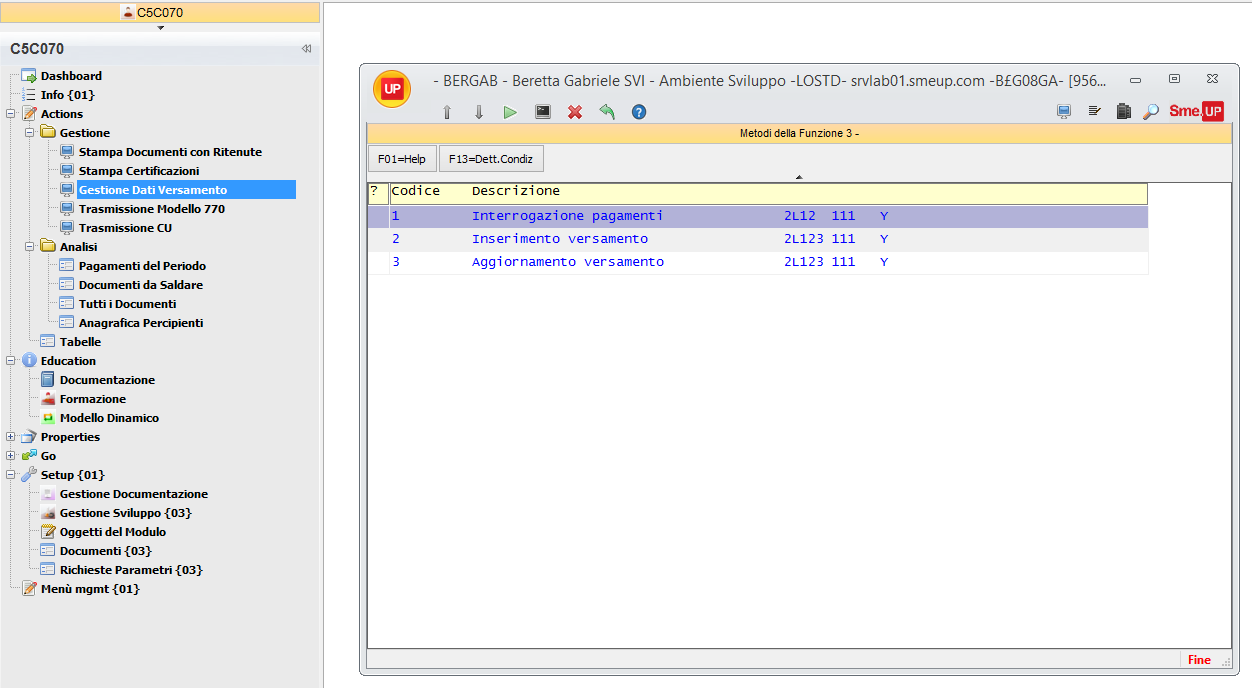 C5C070
C5C070
Dashboard
Info {01}
Actions
Gestione
Stampa Documenti con Ritenute
Stampa Certificazioni
Gestione Dati Versamento
Trasmissione Modello 770
Trasmissione CU
Analisi
Pagamenti del Periodo
Documenti da Saldare
Tutti i Documenti
Anagrafica Percipienti
Tabelle
Education
Documentazione
Formazione
Modello Dinamico
Properties
Go
Setup {01}
Gestione Documentazione
Gestione Sviluppo {03}
Oggetti del Modulo
Documenti {03}
Richieste Parametri {03}
Menù mgmt {01}
UP
- BERGAB - Beretta Gabriele SVI - Ambiente Sviluppo -LOSTD- srvlab01.smeup.com -B£G08GA- [956...
Sme.UP
Metodi della Funzione 3 -
F01=Help F13=Dett.Condiz
? Codice Descrizione
1 Interrogazione pagamenti 2L12 111 Y
2 Inserimento versamento 2L123 111 Y
3 Aggiornamento versamento 2L123 111 Y
Fine